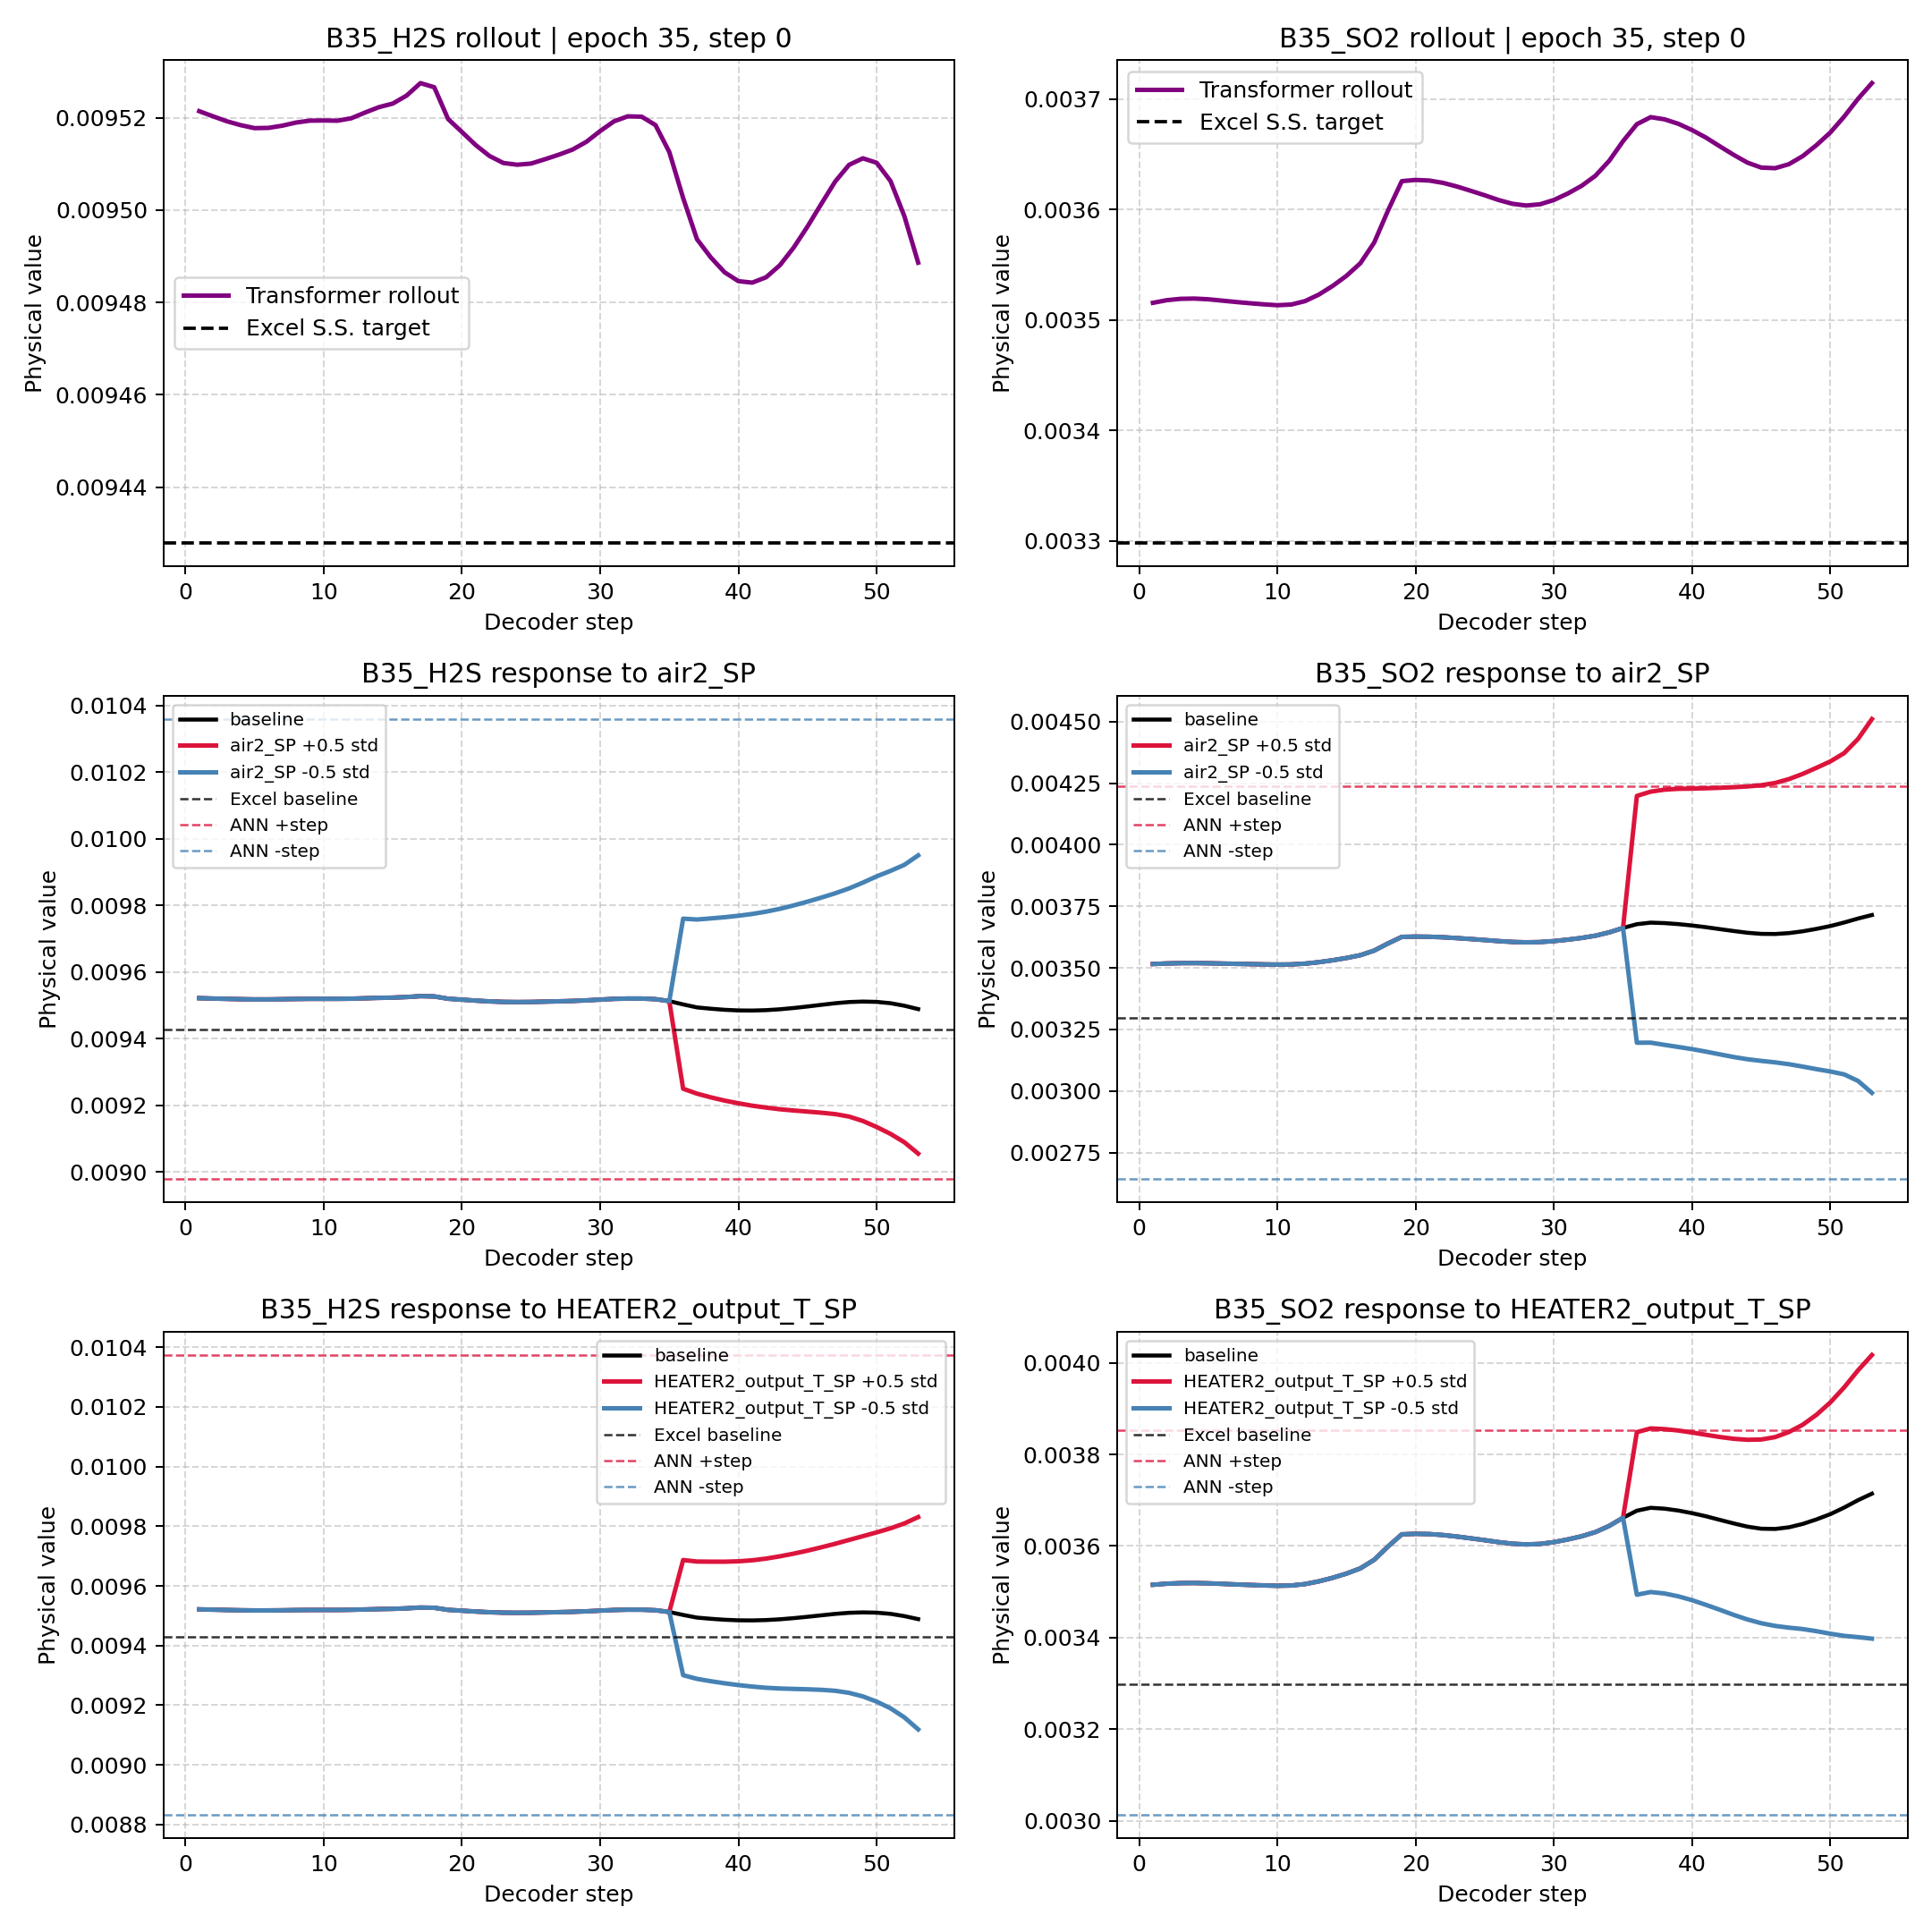 B35_H2S rollout | epoch 35, step 0
Physical value
0.00952
0.00950
0.00948
0.00946
0.00944
Transformer rollout
Excel S.S. target
0 10 20 30 40 50
Decoder step
B35_SO2 rollout | epoch 35, step 0
Physical value
0.0037
0.0036
0.0035
0.0034
0.0033
Transformer rollout
Excel S.S. target
0 10 20 30 40 50
Decoder step
B35_H2S response to air2_SP
Physical value
0.0104
0.0102
0.0100
0.0098
0.0096
0.0094
0.0092
0.0090
baseline
air2_SP +0.5 std
air2_SP -0.5 std
Excel baseline
ANN +step
ANN -step
0 10 20 30 40 50
Decoder step
B35_SO2 response to air2_SP
Physical value
0.00450
0.00425
0.00400
0.00375
0.00350
0.00325
0.00300
0.00275
baseline
air2_SP +0.5 std
air2_SP -0.5 std
Excel baseline
ANN +step
ANN -step
0 10 20 30 40 50
Decoder step
B35_H2S response to HEATER2_output_T_SP
Physical value
0.0104
0.0102
0.0100
0.0098
0.0096
0.0094
0.0092
0.0090
0.0088
baseline
HEATER2_output_T_SP +0.5 std
HEATER2_output_T_SP -0.5 std
Excel baseline
ANN +step
ANN -step
0 10 20 30 40 50
Decoder step
B35_SO2 response to HEATER2_output_T_SP
Physical value
0.0040
0.0038
0.0036
0.0034
0.0032
0.0030
baseline
HEATER2_output_T_SP +0.5 std
HEATER2_output_T_SP -0.5 std
Excel baseline
ANN +step
ANN -step
0 10 20 30 40 50
Decoder step